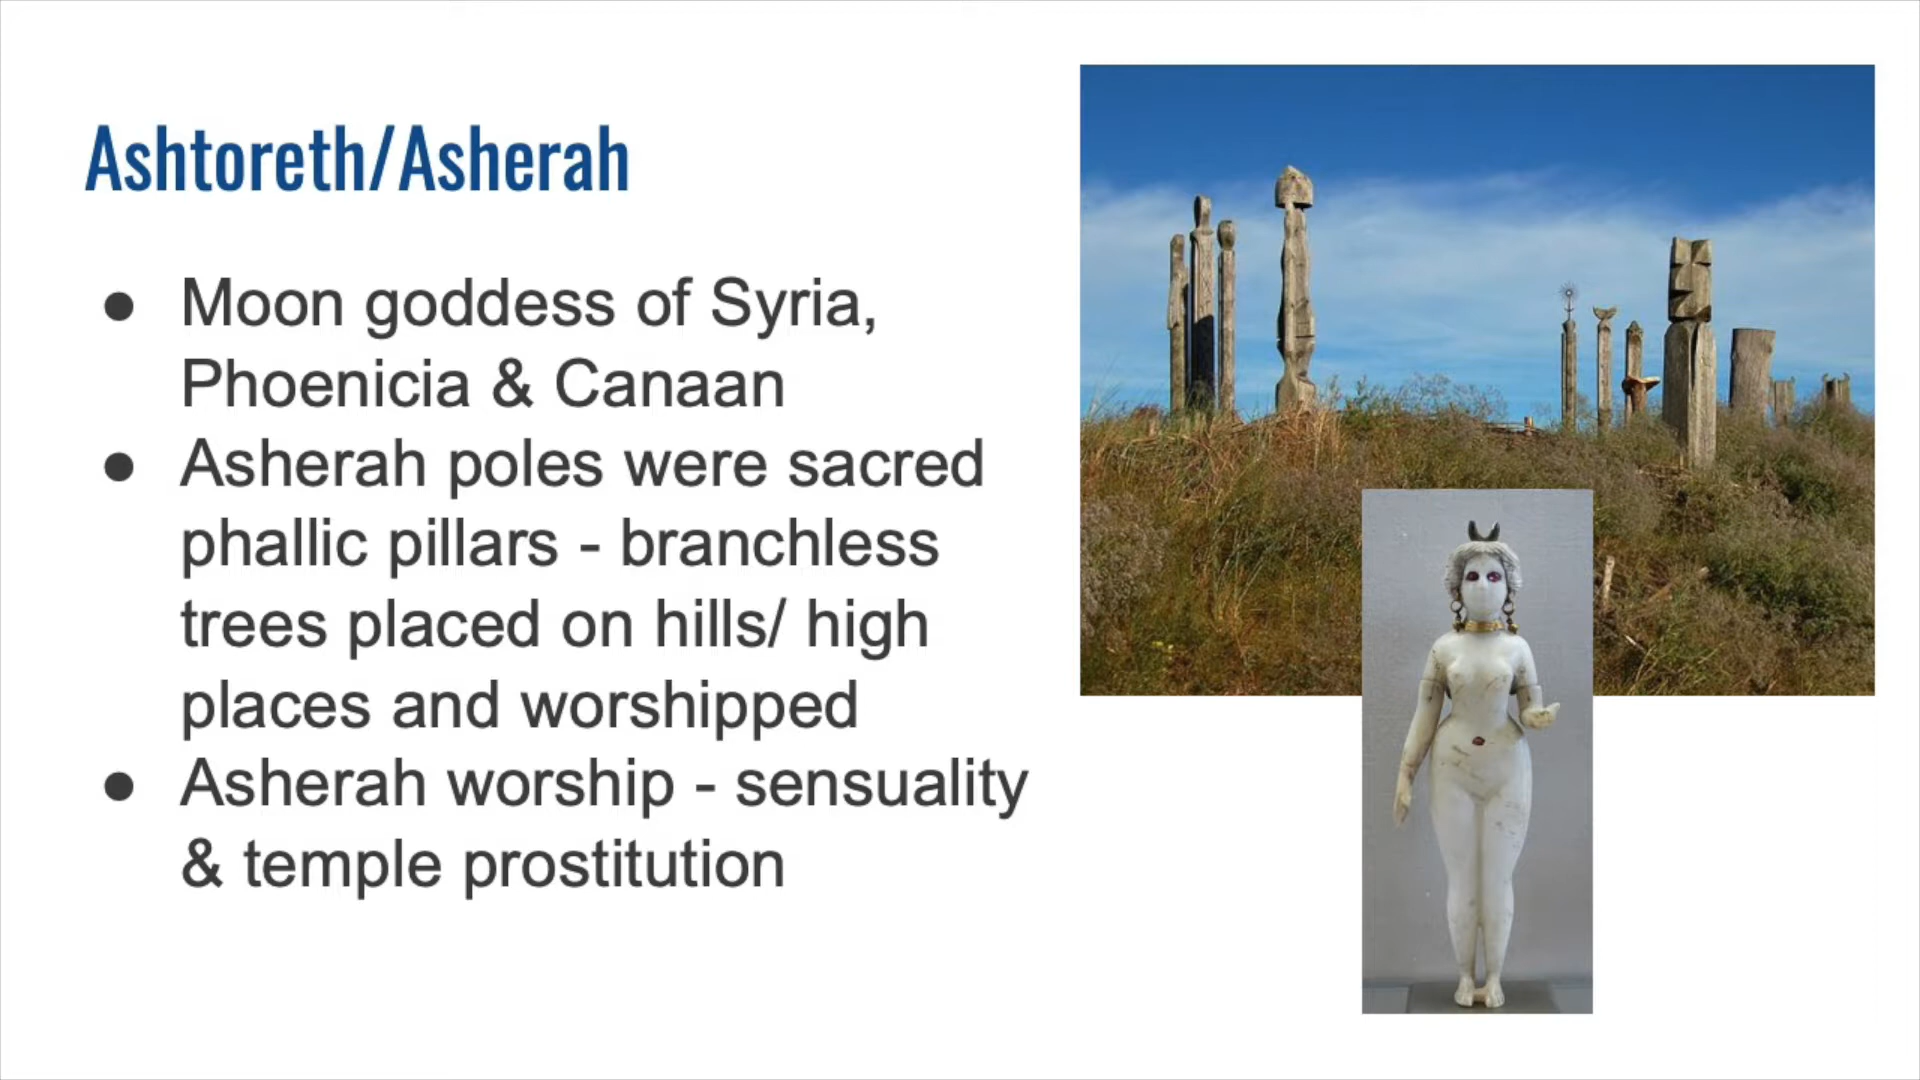 Ashtoreth/Asherah
● Moon goddess of Syria,
Phoenicia & Canaan
● Asherah poles were sacred
phallic pillars - branchless
trees placed on hills/ high
places and worshipped
● Asherah worship - sensuality
& temple prostitution